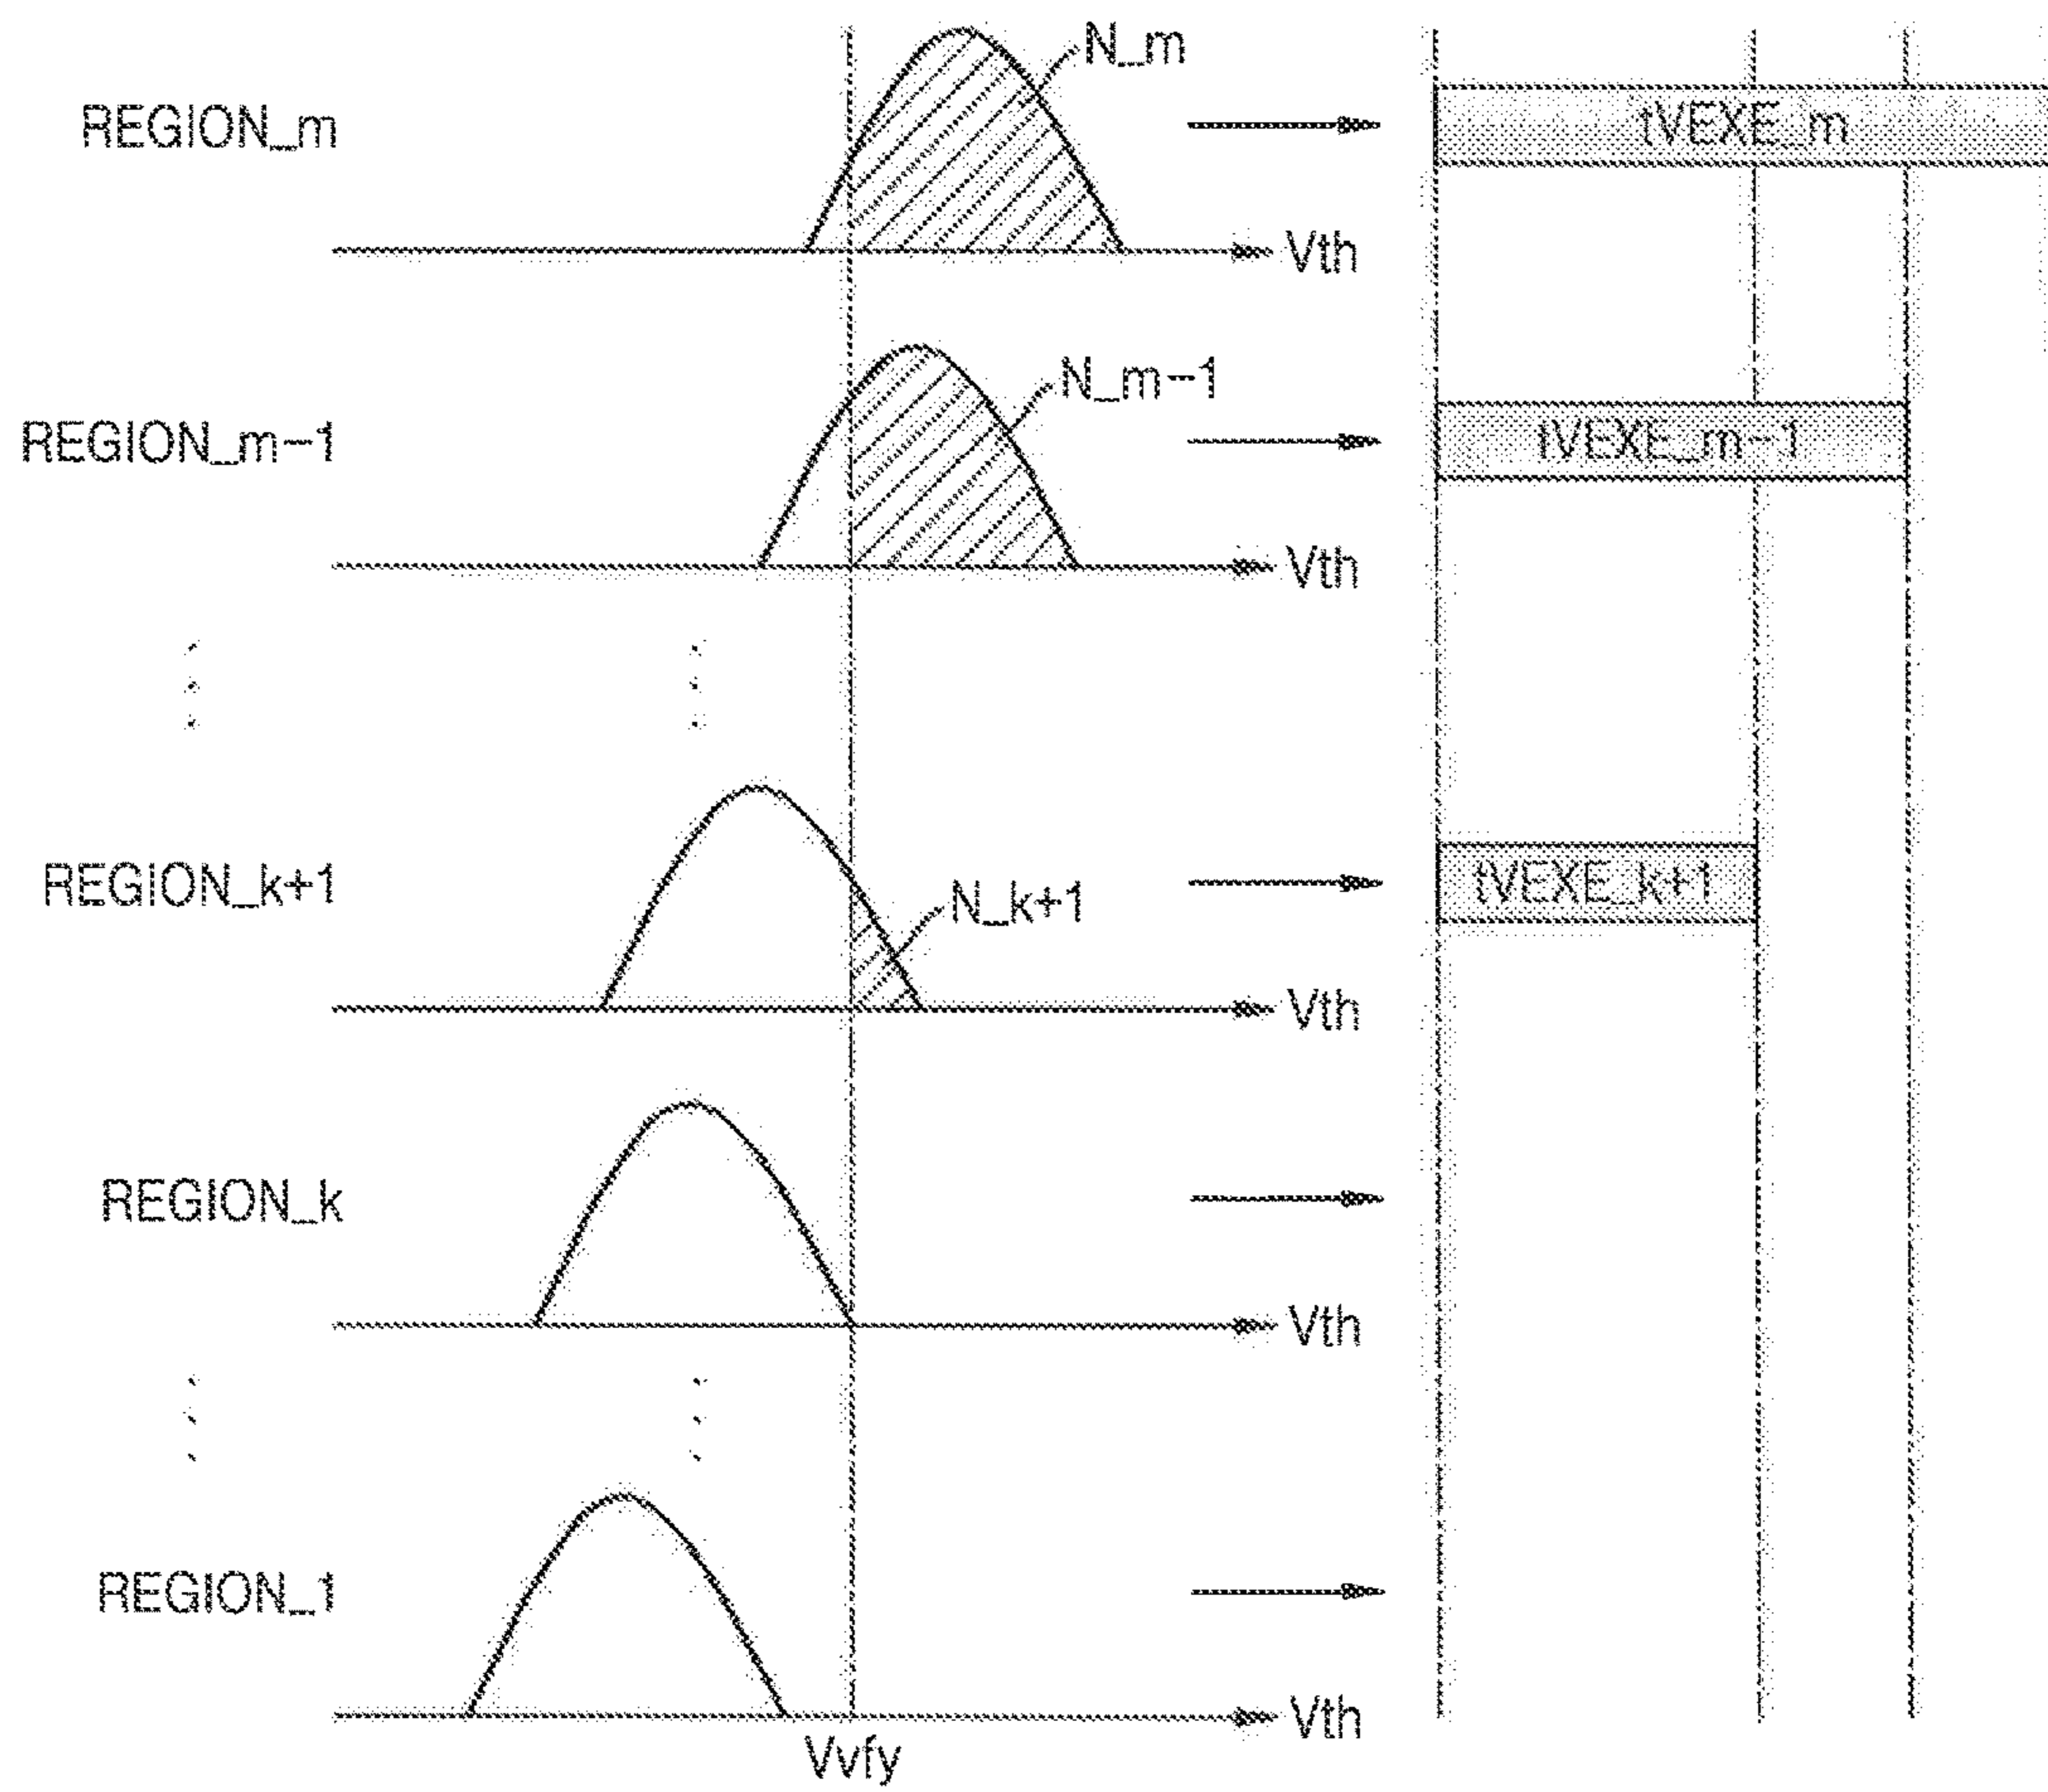 N_m
REGION_m
tVEXE_m
Vth
N_m-1
REGION_m-1
tVEXE_m-1
Vth
REGION_k+1
N_k+1
tVEXE_k+1
Vth
REGION_k
Vth
REGION_1
Vth
Vvfy